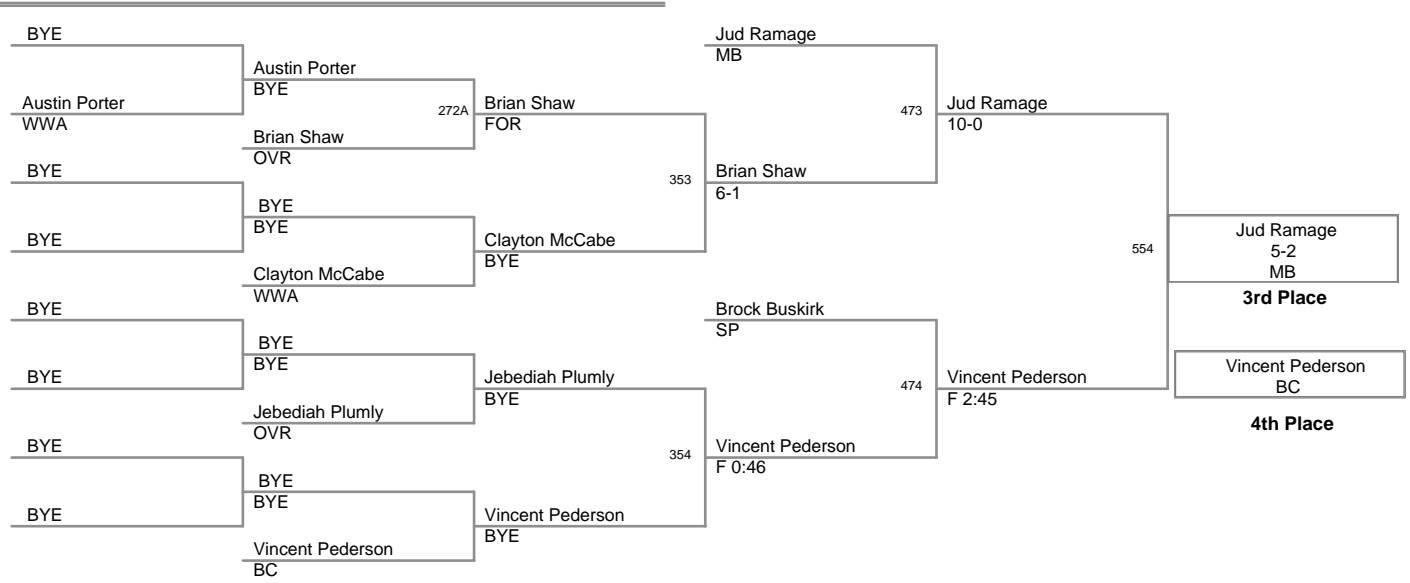 BYE
Austin Porter
WWA
BYE
BYE
BYE
BYE
BYE
BYE
Austin Porter
BYE
Brian Shaw
OVR
BYE
BYE
Clayton McCabe
WWA
BYE
BYE
Jebediah Plumly
OVR
BYE
BYE
Vincent Pederson
BC
272A
Brian Shaw
FOR
Clayton McCabe
BYE
Jebediah Plumly
BYE
Vincent Pederson
BYE
353
354
Jud Ramage
MB
Brian Shaw
6-1
Brock Buskirk
SP
Vincent Pederson
F 0:46
473
474
Jud Ramage
10-0
Vincent Pederson
F 2:45
554
Jud Ramage
5-2
MB
3rd Place
Vincent Pederson
BC
4th Place